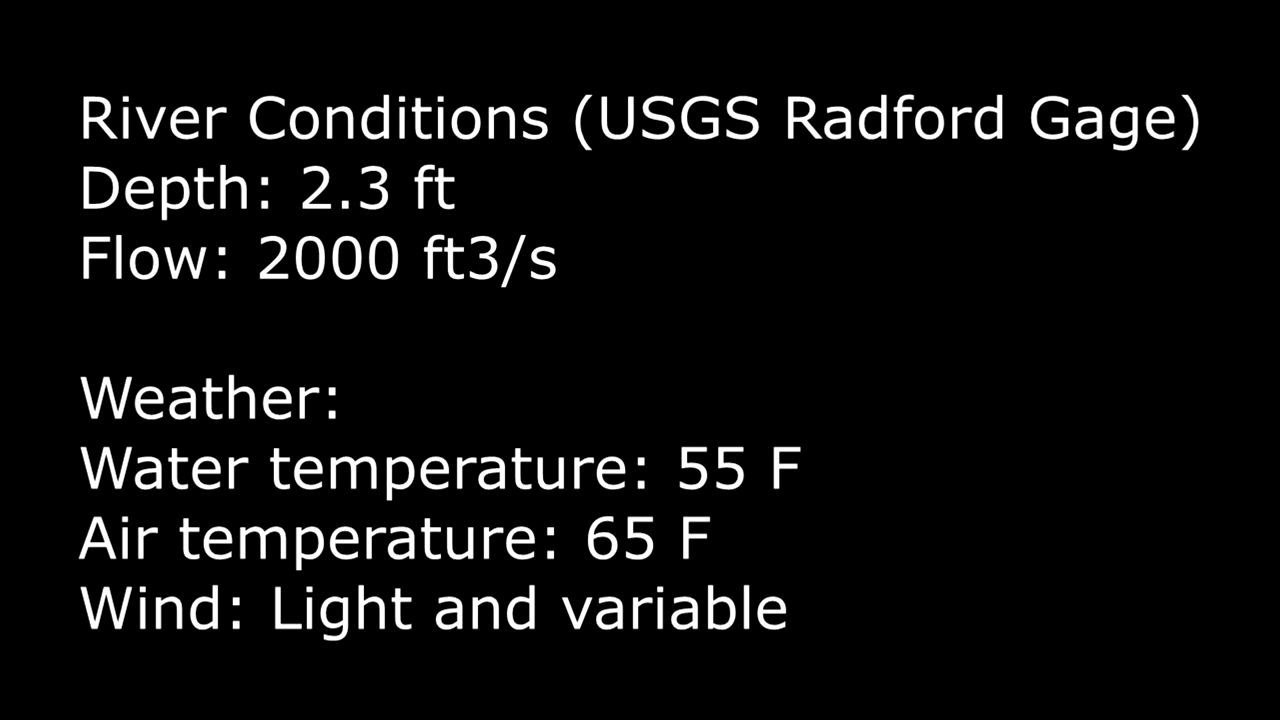 River Conditions (USGS Radford Gage)
Depth: 2.3 ft
Flow: 2000 ft3/s
Weather:
Water temperature: 55 F
Air temperature: 65 F
Wind: Light and variable